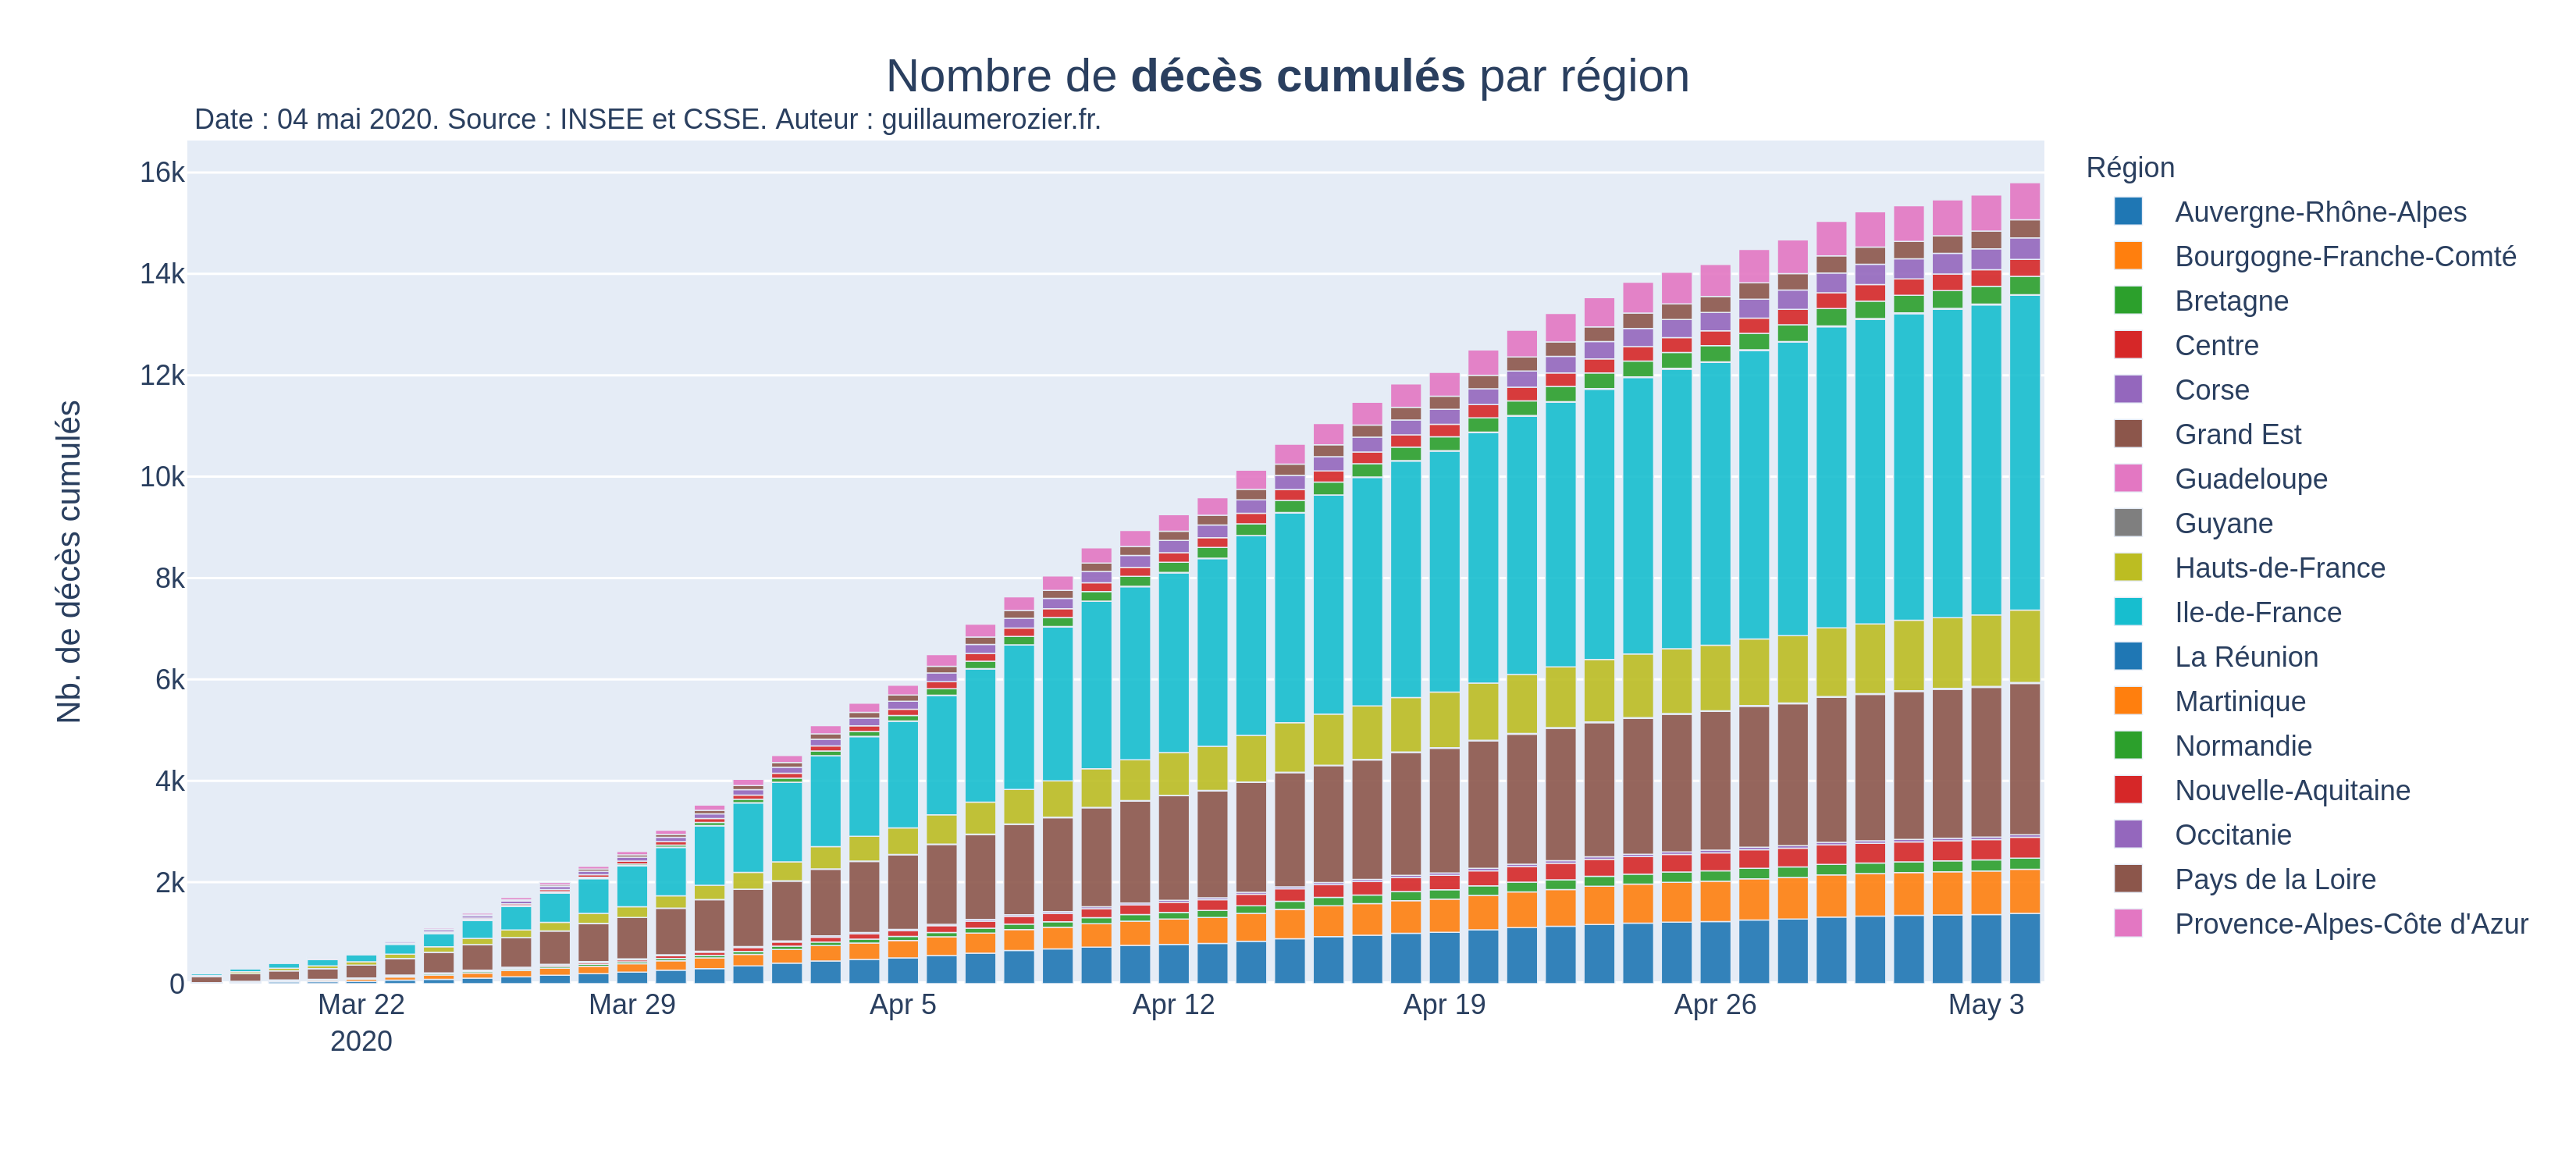 Nombre de décès cumulés par région
Date : 04 mai 2020. Source : INSEE et CSSE. Auteur : guillaumerozier.fr.
Nb. de décès cumulés
16k
14k
12k
10k
8k
6k
4k
2k
0
Mar 22
2020
Mar 29
Apr 5
Apr 12
Apr 19
Apr 26
May 3
Région
Auvergne-Rhône-Alpes
Bourgogne-Franche-Comté
Bretagne
Centre
Corse
Grand Est
Guadeloupe
Guyane
Hauts-de-France
Ile-de-France
La Réunion
Martinique
Normandie
Nouvelle-Aquitaine
Occitanie
Pays de la Loire
Provence-Alpes-Côte d'Azur